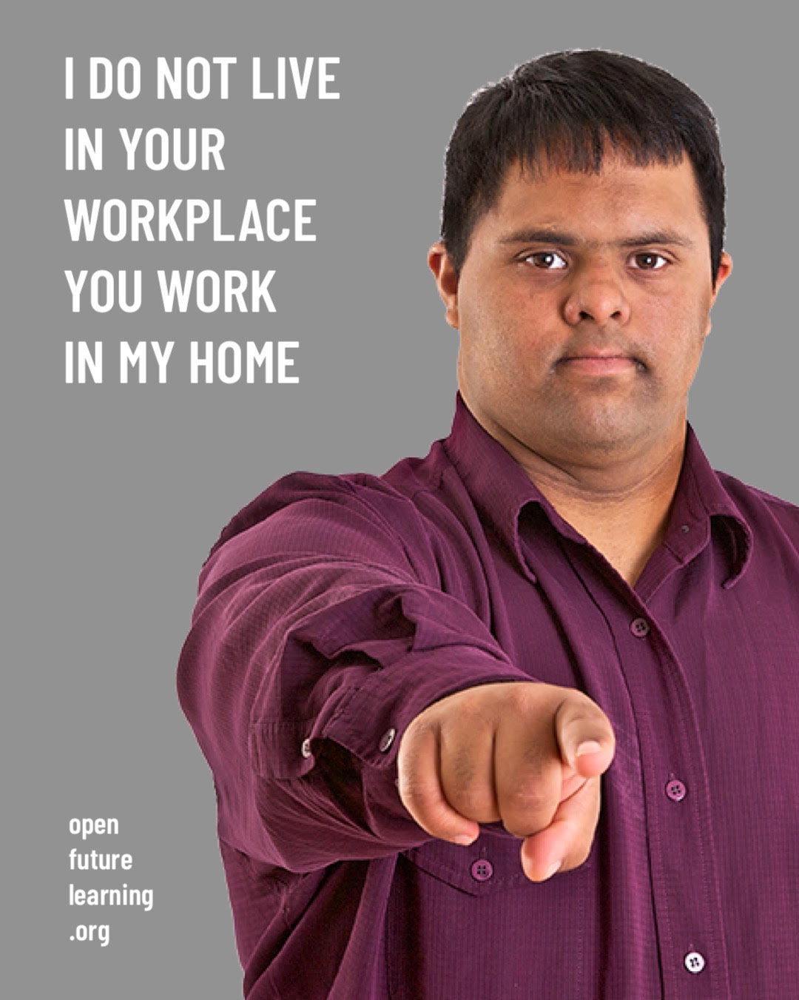 I DO NOT LIVE
IN YOUR
WORKPLACE
YOU WORK
IN MY HOME
open
future
learning
.org